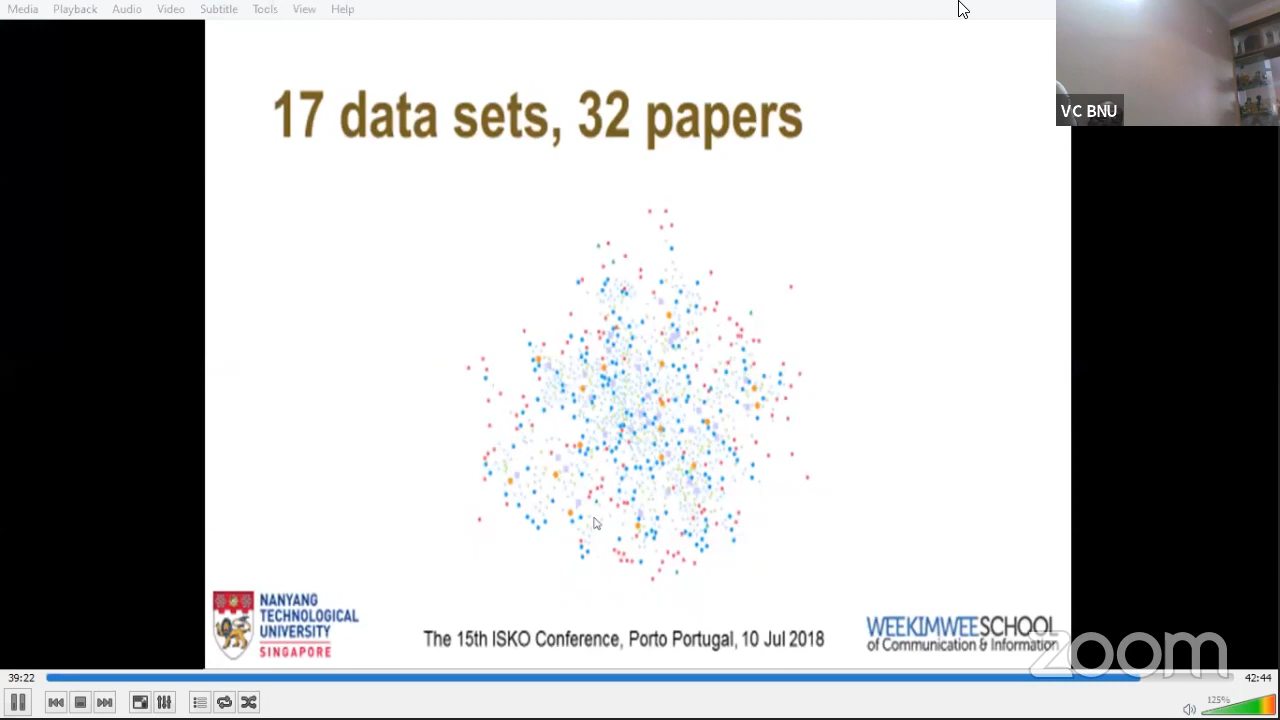 Media Playback Audio Video Subtitle Tools View Help
VC BNU
17 data sets, 32 papers
NANYANG
TECHNOLOGICAL
UNIVERSITY
SINGAPORE
The 15th ISKO Conference, Porto Portugal, 10 Jul 2018
WEEKIMWEESCHOOL
of Communication & Information
zoom
39:22
42:44
125%